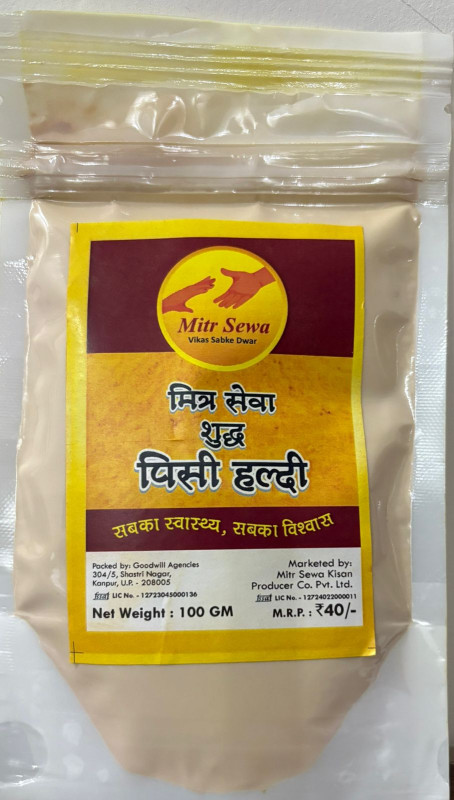 Mitr Sewa
Vikas Sabke Dwar
मित्र सेवा
शुद्ध
पिसी हल्दी
सबका स्वास्थ्य, सबका विश्वास
Packed by: Goodwill Agencies
304/5, Shastri Nagar,
Kanpur, U.P. - 208005
fssai LIC No. - 12723045000136
Net Weight : 100 GM
Marketed by:
Mitr Sewa Kisan
Producer Co. Pvt. Ltd.
fssai LIC No. - 12724022000011
M.R.P. : ₹40/-